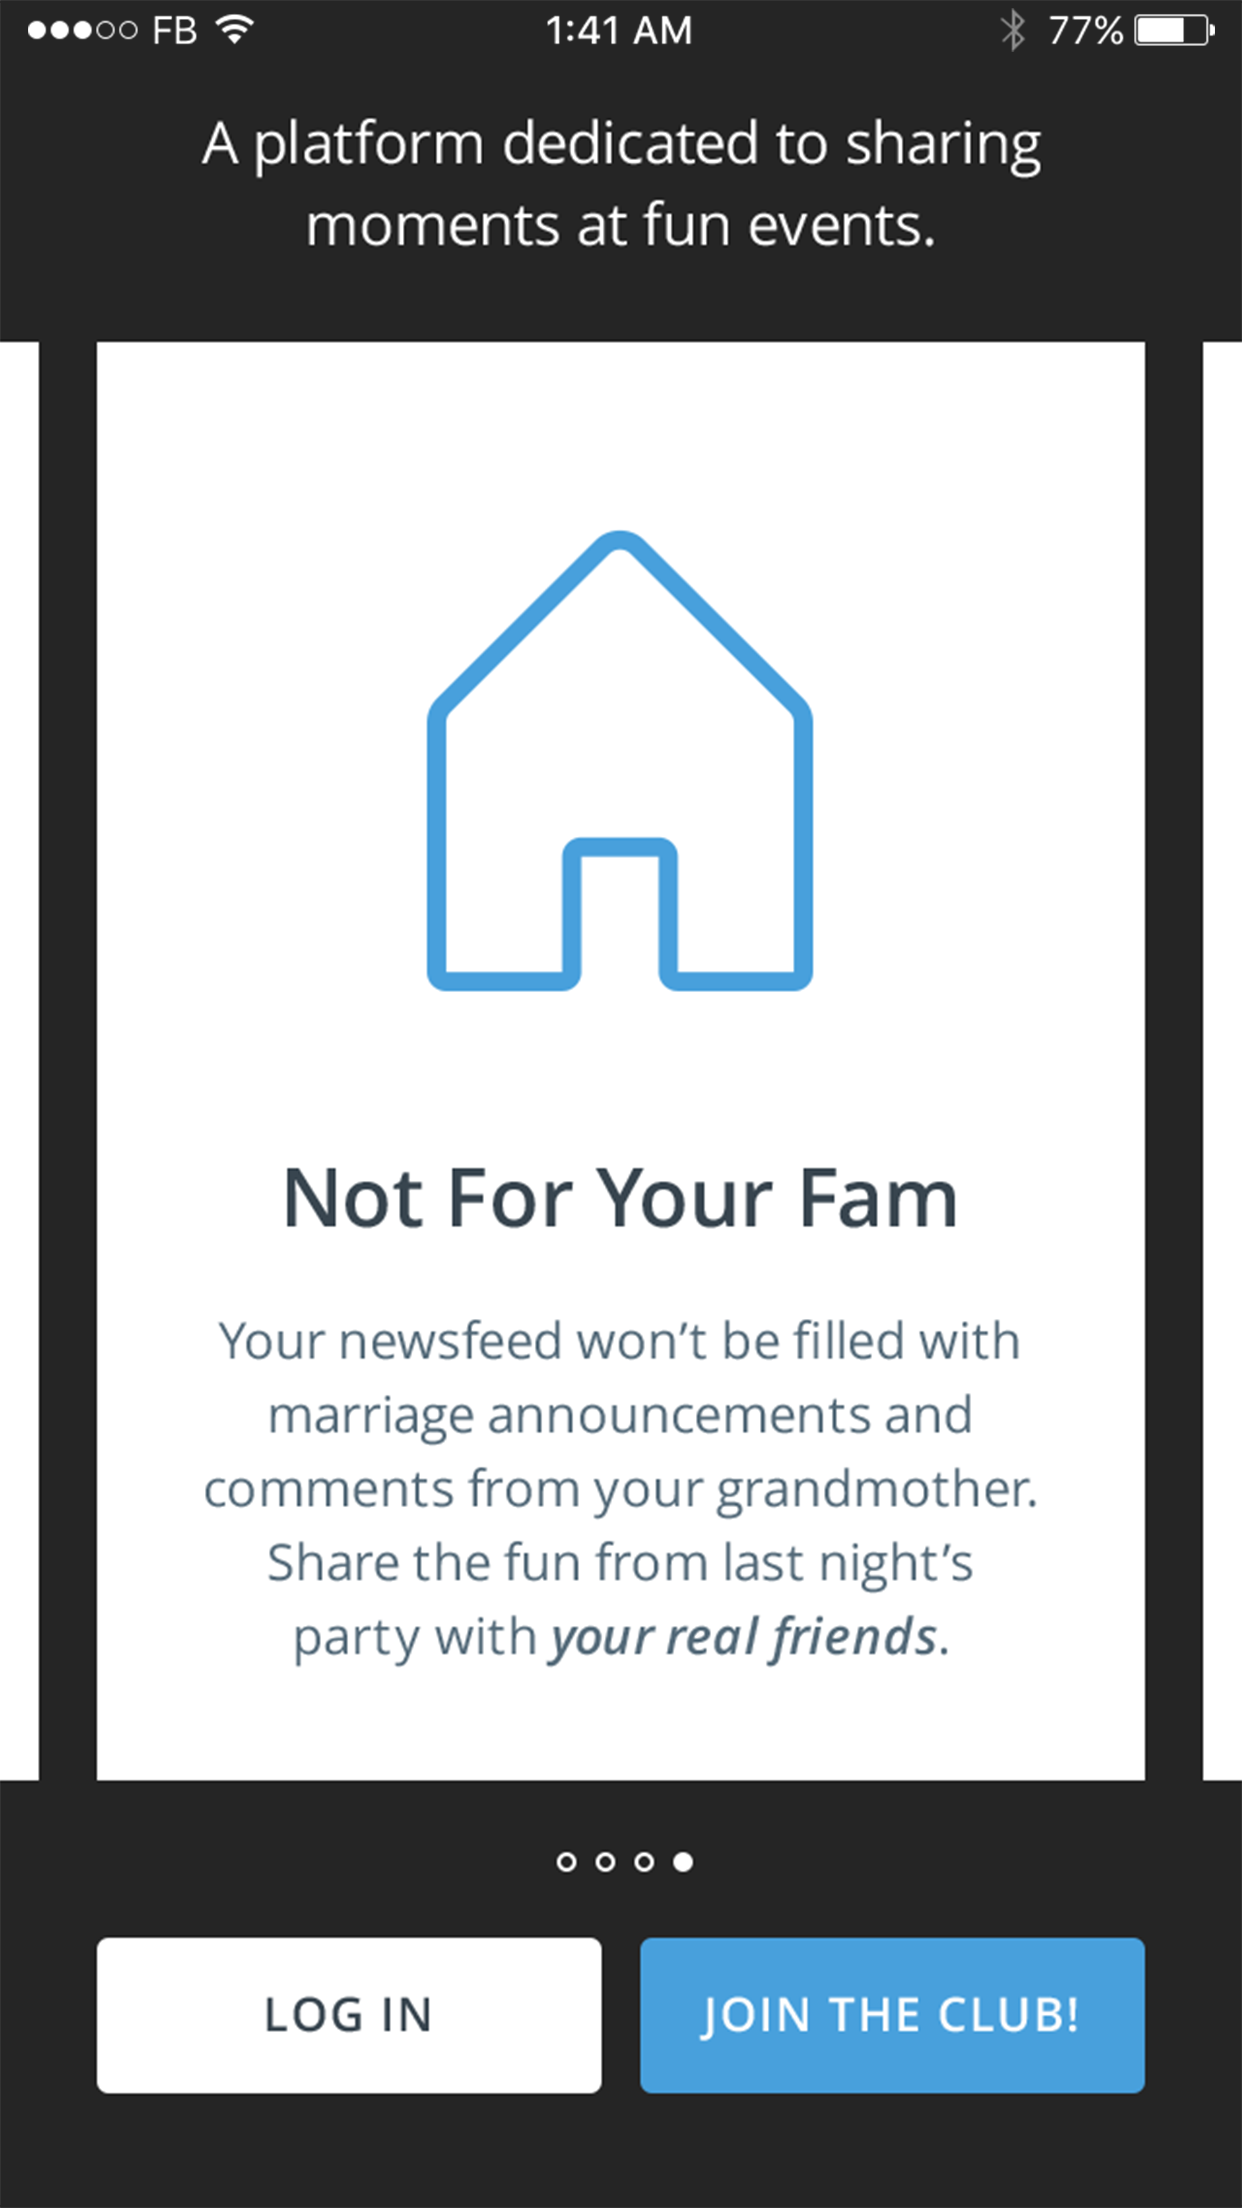 FB 1:41 AM 77%
A platform dedicated to sharing
moments at fun events.
Not For Your Fam
Your newsfeed won’t be filled with
marriage announcements and
comments from your grandmother.
Share the fun from last night’s
party with your real friends.
LOG IN JOIN THE CLUB!